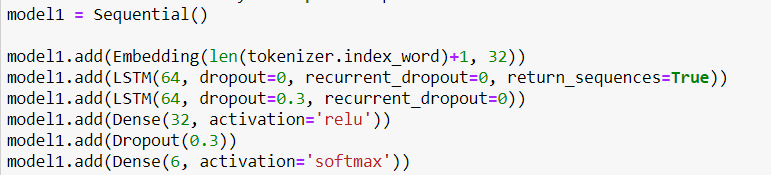 model1 = Sequential()
model1.add(Embedding(len(tokenizer.index_word)+1, 32))
model1.add(LSTM(64, dropout=0, recurrent_dropout=0, return_sequences=True))
model1.add(LSTM(64, dropout=0.3, recurrent_dropout=0))
model1.add(Dense(32, activation='relu'))
model1.add(Dropout(0.3))
model1.add(Dense(6, activation='softmax'))